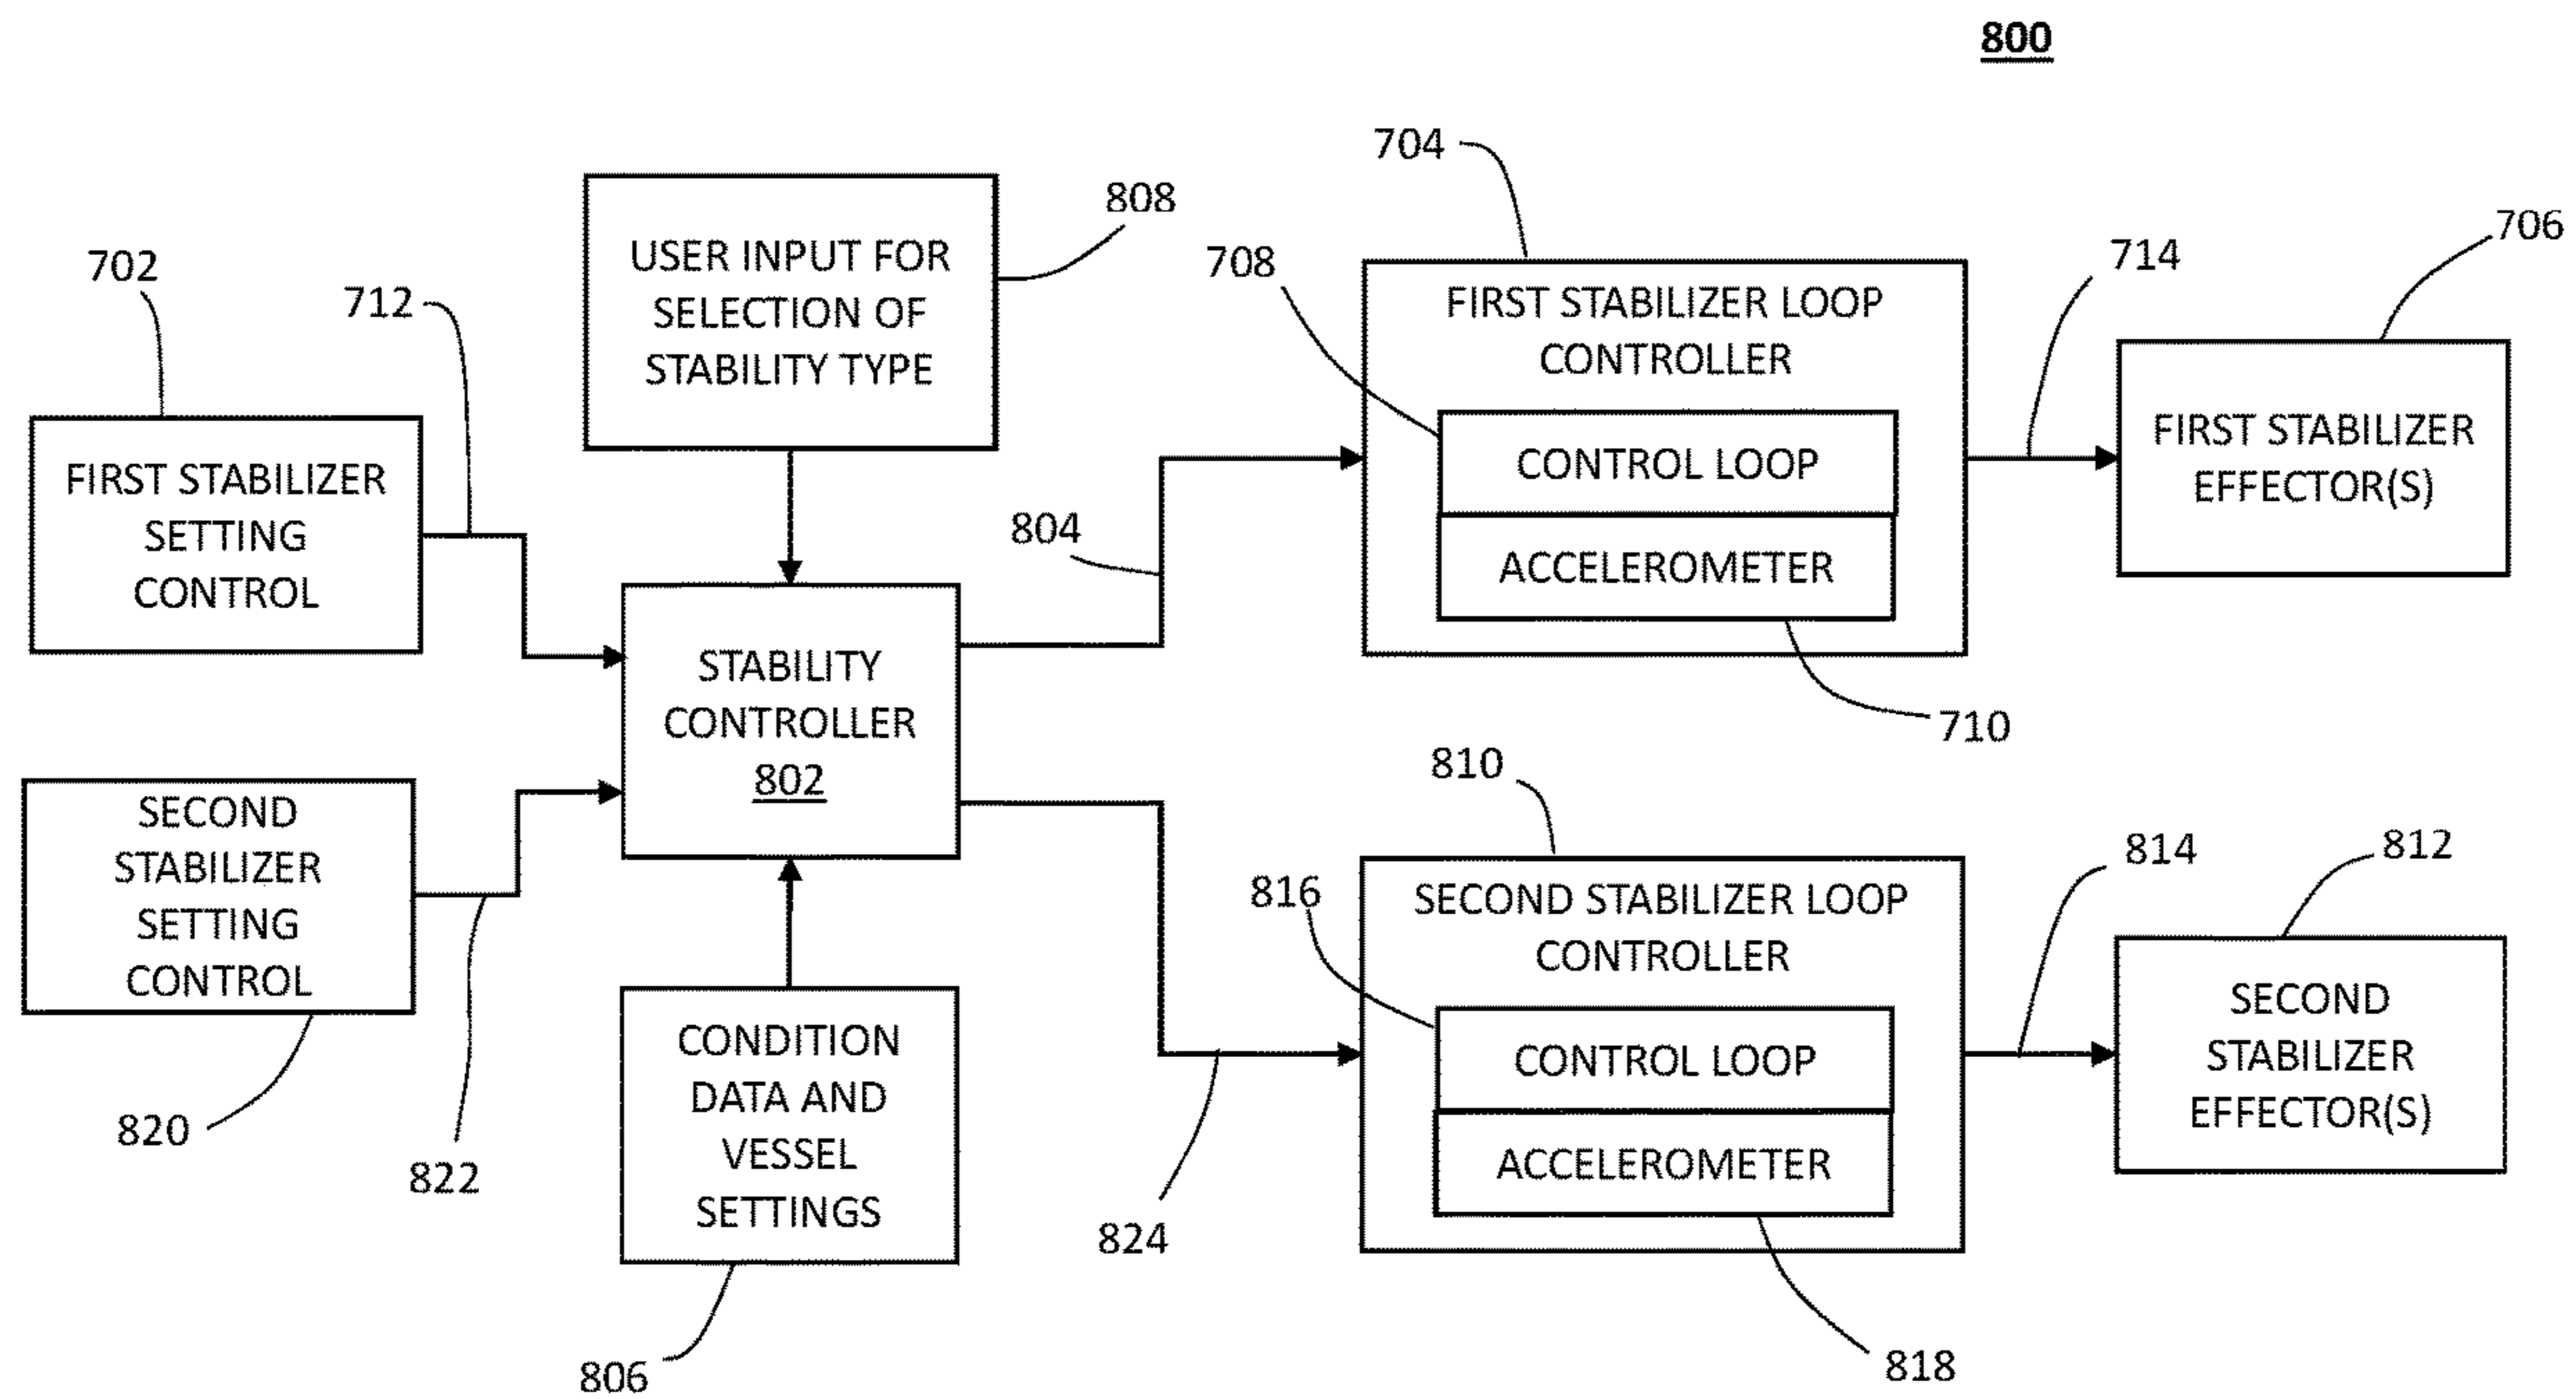 800
704
808
706
708
714
702
712
USER INPUT FOR
SELECTION OF
STABILITY TYPE
FIRST STABILIZER LOOP
CONTROLLER
CONTROL LOOP
ACCELEROMETER
FIRST STABILIZER
EFFECTOR(S)
FIRST STABILIZER
SETTING
CONTROL
804
710
STABILITY
CONTROLLER
802
810
814
812
SECOND
STABILIZER
SETTING
CONTROL
816
SECOND STABILIZER LOOP
CONTROLLER
CONTROL LOOP
ACCELEROMETER
SECOND
STABILIZER
EFFECTOR(S)
CONDITION
DATA AND
VESSEL
SETTINGS
820
822
824
806
818